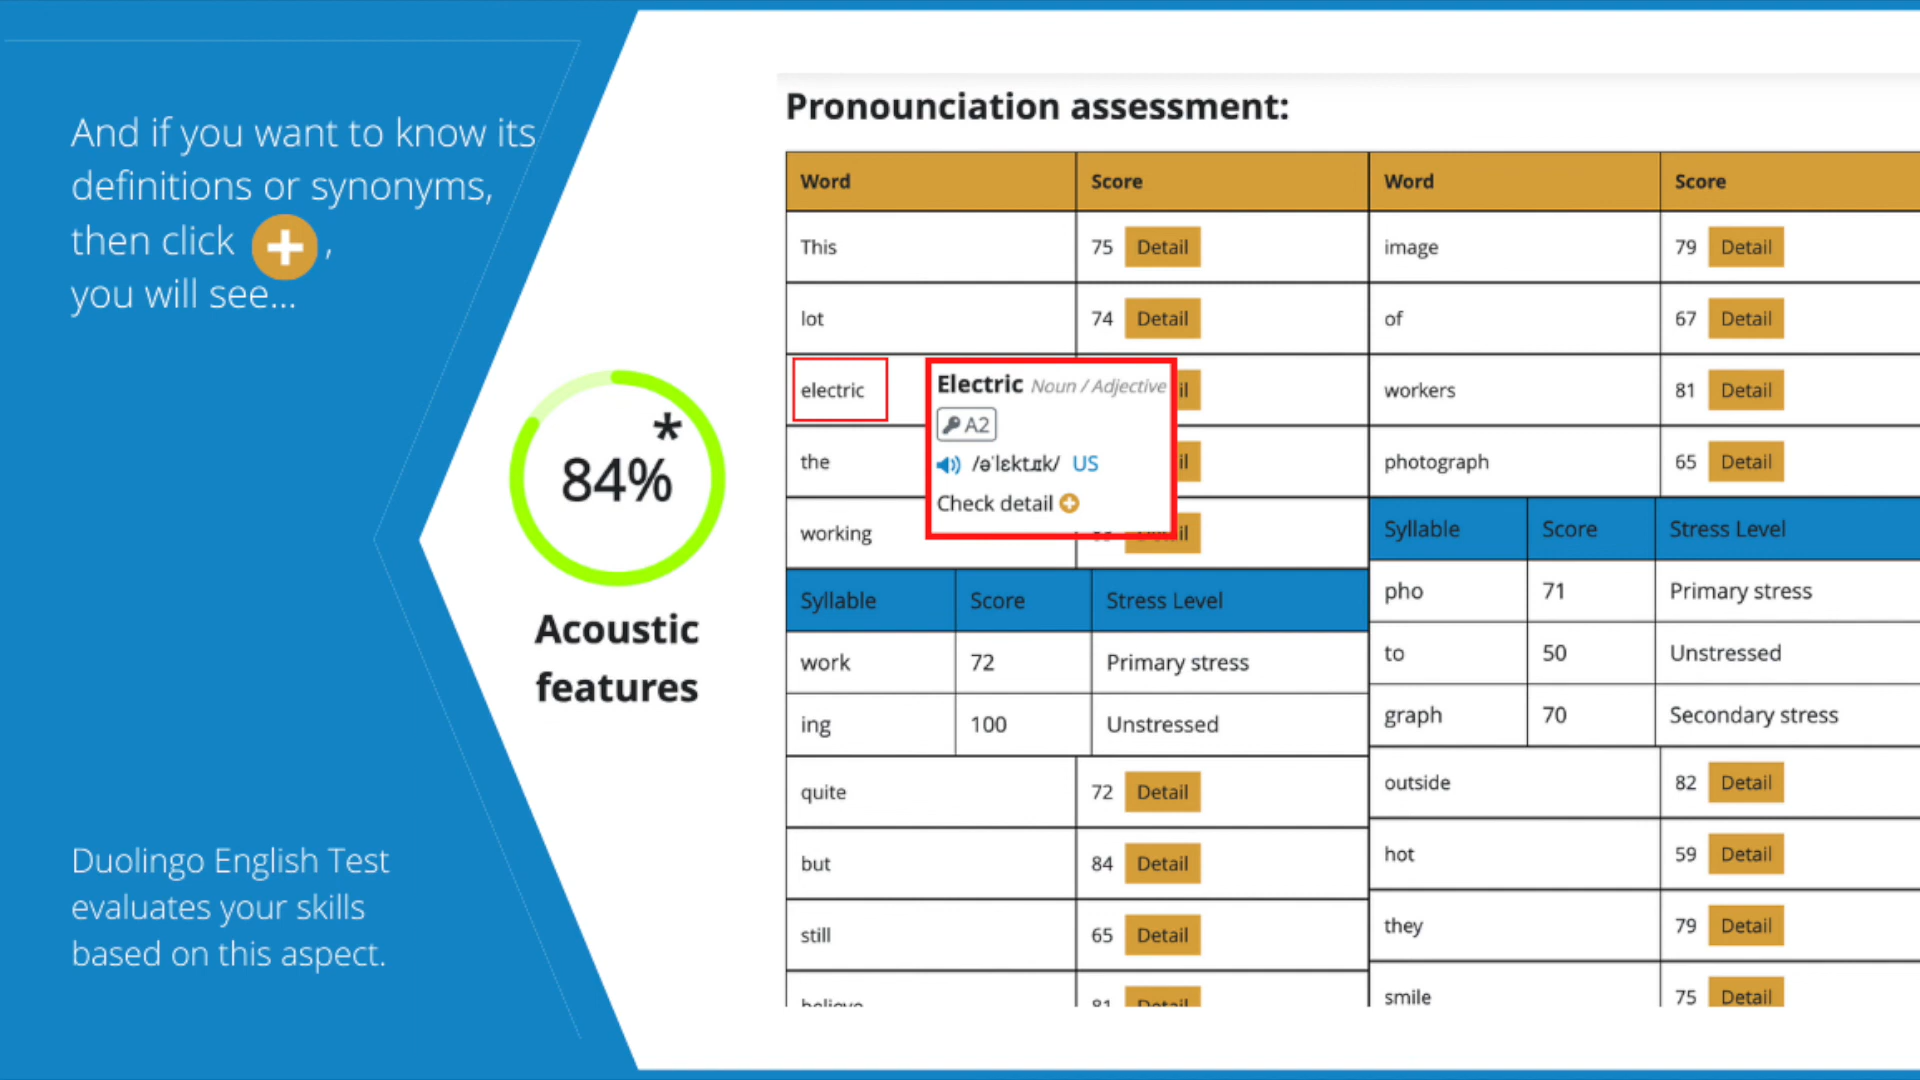 And if you want to know its
definitions or synonyms,
then click ,
you will see...
84%
*
Acoustic
features
Duolingo English Test
evaluates your skills
based on this aspect.
Pronounciation assessment:
Word Score Word Score
This 75 Detail image 79 Detail
lot 74 Detail of 67 Detail
electric workers 81 Detail
Electric Noun / Adjective
A2
/əˈlɛktɹɪk/ US
Check detail
the photograph 65 Detail
working Syllable Score Stress Level
Syllable Score Stress Level pho 71 Primary stress
work 72 Primary stress to 50 Unstressed
ing 100 Unstressed graph 70 Secondary stress
quite 72 Detail outside 82 Detail
but 84 Detail hot 59 Detail
still 65 Detail they 79 Detail
believe 81 Detail smile 75 Detail